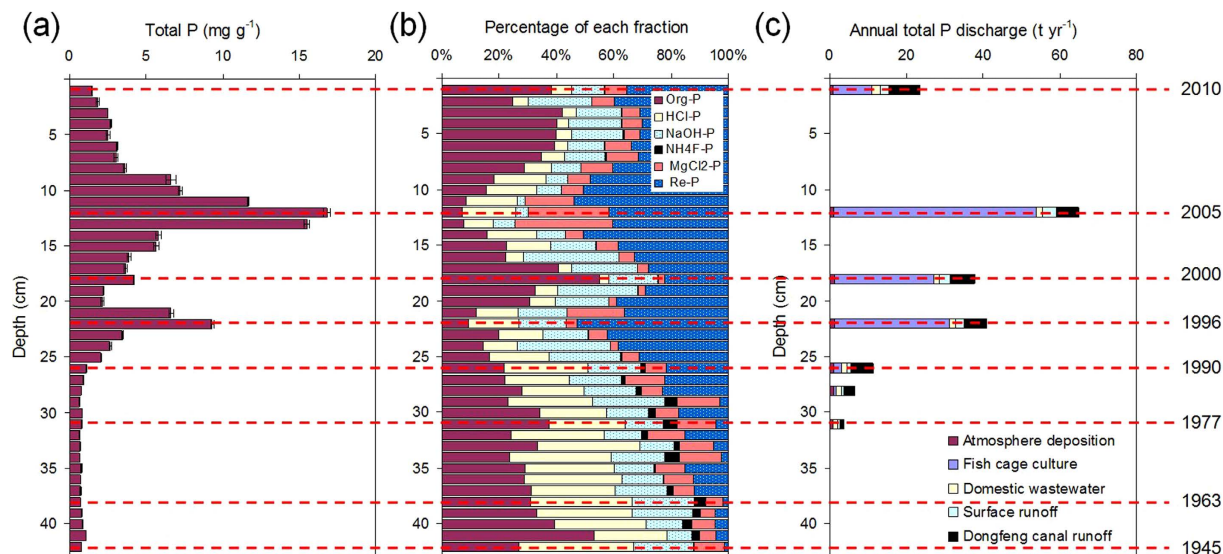 (a)
Total P (mg g-1)
0 5 10 15 20
Depth (cm)
5
10
15
20
25
30
35
40
(b)
Percentage of each fraction
0% 20% 40% 60% 80% 100%
5
10
15
20
25
30
35
40
Org-P
HCl-P
NaOH-P
NH4F-P
MgCl2-P
Re-P
(c)
Annual total P discharge (t yr-1)
0 20 40 60 80
Depth (cm)
2010
2005
2000
1996
1990
1977
1963
1945
Atmosphere deposition
Fish cage culture
Domestic wastewater
Surface runoff
Dongfeng canal runoff